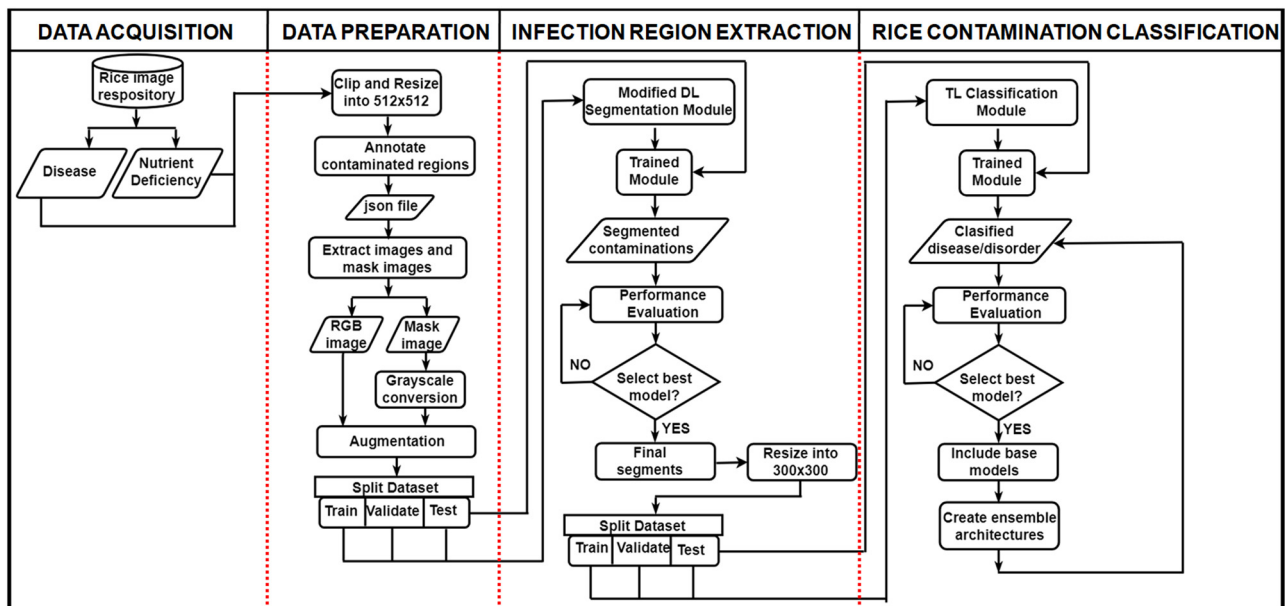 DATA ACQUISITION
Rice image
respository
Disease
Nutrient
Deficiency
DATA PREPARATION
Clip and Resize
into 512x512
Annotate
contaminated regions
json file
Extract images and
mask images
RGB
image
Mask
image
Grayscale
conversion
Augmentation
Split Dataset
Train Validate Test
INFECTION REGION EXTRACTION
Modified DL
Segmentation Module
Trained
Module
Segmented
contaminations
Performance
Evaluation
NO
Select best
model?
YES
Final
segments
Resize into
300x300
Split Dataset
Train Validate Test
RICE CONTAMINATION CLASSIFICATION
TL Classification
Module
Trained
Module
Clasified
disease/disorder
Performance
Evaluation
NO
Select best
model?
YES
Include base
models
Create ensemble
architectures